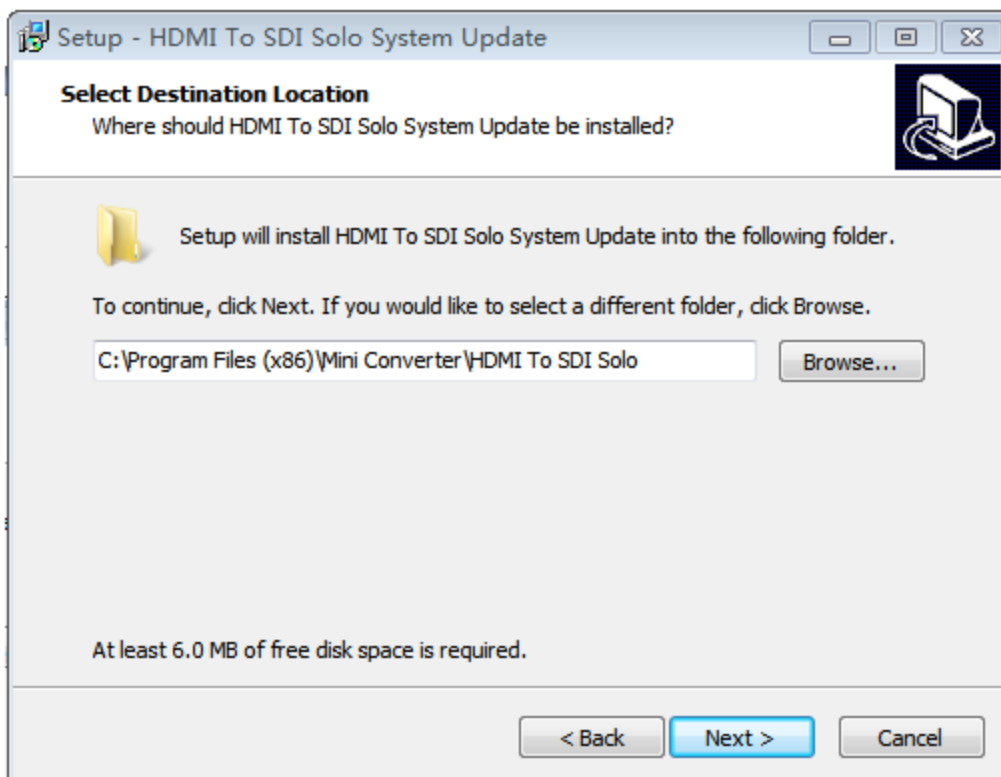 Setup - HDMI To SDI Solo System Update
Select Destination Location
Where should HDMI To SDI Solo System Update be installed?
Setup will install HDMI To SDI Solo System Update into the following folder.
To continue, click Next. If you would like to select a different folder, click Browse.
C:\Program Files (x86)\Mini Converter\HDMI To SDI Solo
Browse...
At least 6.0 MB of free disk space is required.
< Back
Next >
Cancel